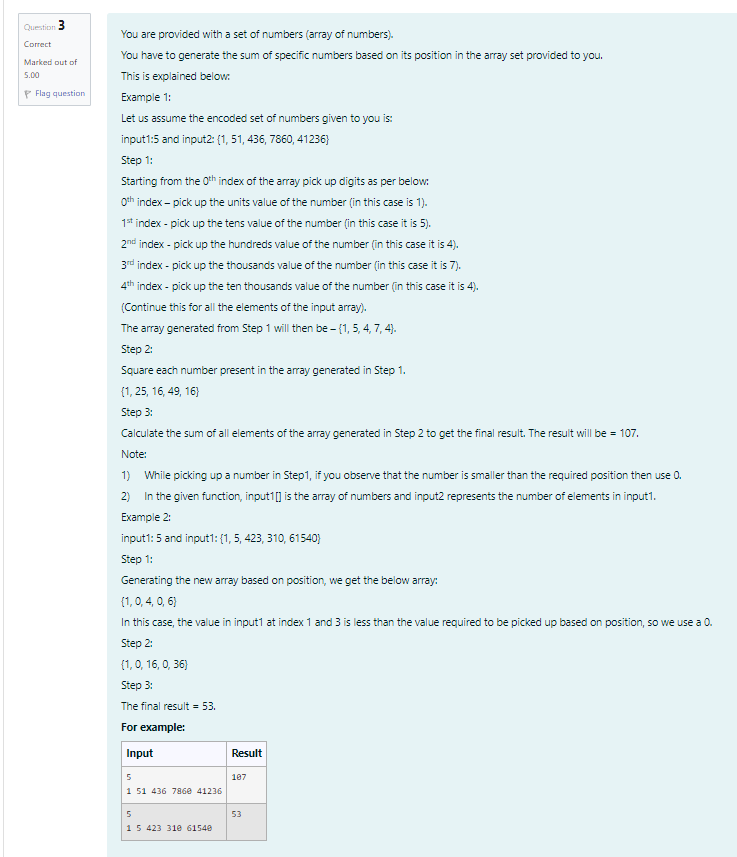 Question 3
Correct
Marked out of
5.00
Flag question
You are provided with a set of numbers (array of numbers).
You have to generate the sum of specific numbers based on its position in the array set provided to you.
This is explained below:
Example 1:
Let us assume the encoded set of numbers given to you is:
input1:5 and input2: {1, 51, 436, 7860, 41236}
Step 1:
Starting from the 0th index of the array pick up digits as per below:
0th index – pick up the units value of the number (in this case is 1).
1st index - pick up the tens value of the number (in this case it is 5).
2nd index - pick up the hundreds value of the number (in this case it is 4).
3rd index - pick up the thousands value of the number (in this case it is 7).
4th index - pick up the ten thousands value of the number (in this case it is 4).
(Continue this for all the elements of the input array).
The array generated from Step 1 will then be – {1, 5, 4, 7, 4}.
Step 2:
Square each number present in the array generated in Step 1.
{1, 25, 16, 49, 16}
Step 3:
Calculate the sum of all elements of the array generated in Step 2 to get the final result. The result will be = 107.
Note:
1) While picking up a number in Step1, if you observe that the number is smaller than the required position then use 0.
2) In the given function, input1[] is the array of numbers and input2 represents the number of elements in input1.
Example 2:
input1: 5 and input1: {1, 5, 423, 310, 61540}
Step 1:
Generating the new array based on position, we get the below array:
{1, 0, 4, 0, 6}
In this case, the value in input1 at index 1 and 3 is less than the value required to be picked up based on position, so we use a 0.
Step 2:
{1, 0, 16, 0, 36}
Step 3:
The final result = 53.
For example:
Input Result
5 107
1 51 436 7860 41236
5 53
1 5 423 310 61540